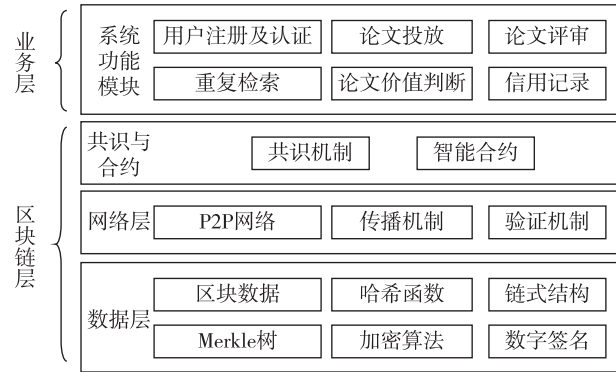 业务层
系统功能模块
用户注册及认证 论文投放 论文评审
重复检索 论文价值判断 信用记录
区块链层
共识与合约
共识机制 智能合约
网络层 P2P网络 传播机制 验证机制
数据层
区块数据 哈希函数 链式结构
Merkle树 加密算法 数字签名